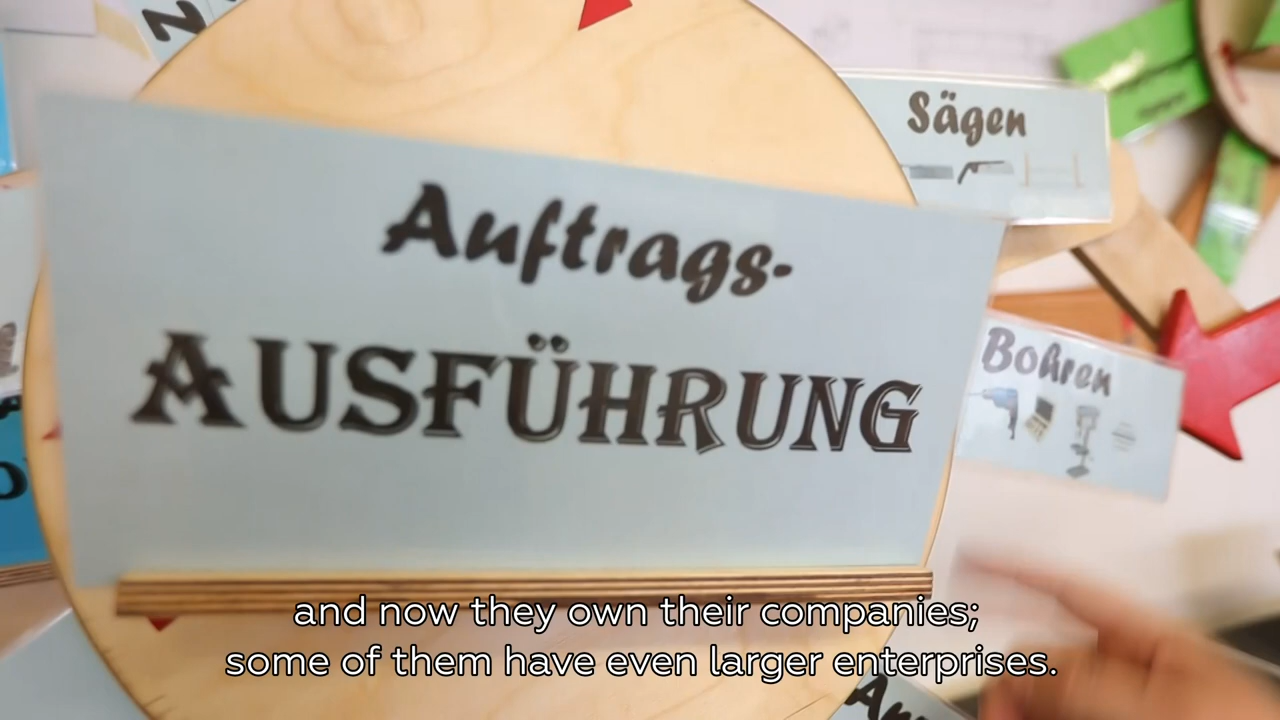 Sägen
Auftrags-
AUSFÜHRUNG
Bohren
and now they own their companies;
some of them have even larger enterprises.